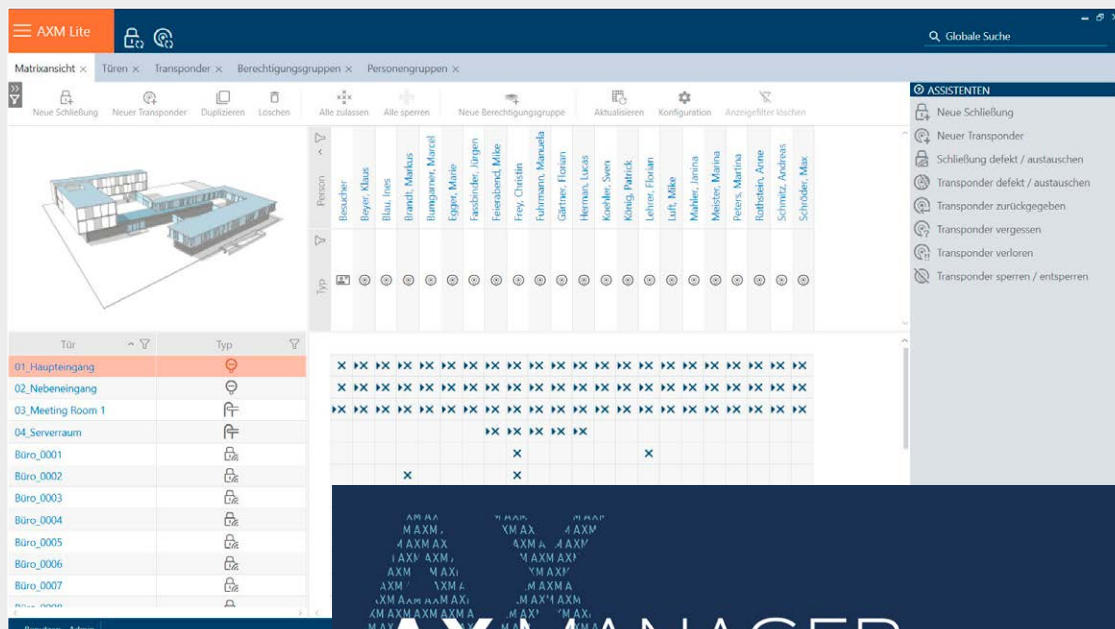 AXM Lite
Globale Suche
Matrixansicht × Türen × Transponder × Berechtigungsgruppen × Personengruppen ×
Neue Schließung Neuer Transponder Duplizieren Löschen Alle zulassen Alle sperren Neue Berechtigungsgruppe Aktualisieren Konfiguration Anzeigefilter löschen
ASSISTENTEN
Neue Schließung
Neuer Transponder
Schließung defekt / austauschen
Transponder defekt / austauschen
Transponder zurückgegeben
Transponder vergessen
Transponder verloren
Transponder sperren / entsperren
Person
Besucher
Beyer, Klaus
Blau, Ines
Brandt, Markus
Bumgarner, Marcel
Egger, Marie
Fassbinder, Jürgen
Feierabend, Mike
Frey, Christin
Fuhrmann, Manuela
Gärtner, Florian
Herman, Lucas
Koehler, Sven
König, Patrick
Lehrer, Florian
Luft, Mike
Mahler, Janina
Meister, Marina
Peters, Martina
Rothstein, Anne
Schmitz, Andreas
Schröder, Max
Typ
Tür Typ
01_Haupteingang
02_Nebeneingang
03_Meeting Room 1
04_Serverraum
Büro_0001
Büro_0002
Büro_0003
Büro_0004
Büro_0005
Büro_0006
Büro_0007
AX MANAGER